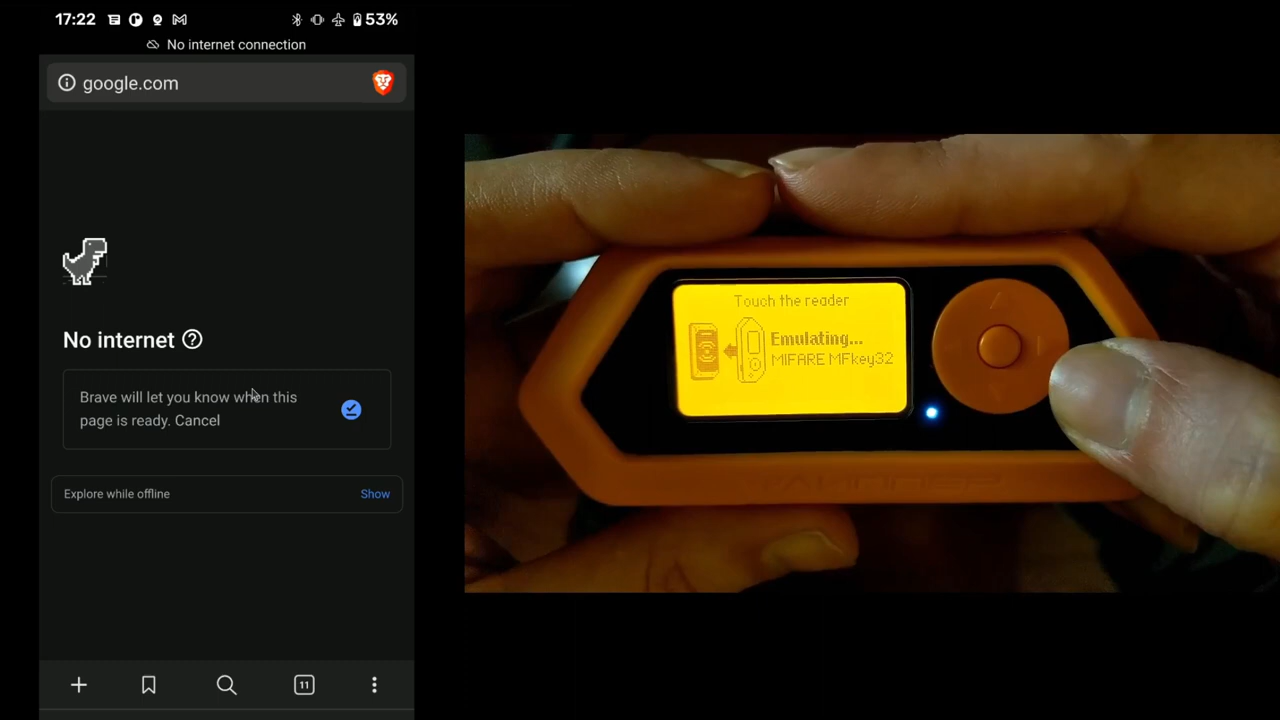 17:22
53%
No internet connection
google.com
No internet
Brave will let you know when this
page is ready. Cancel
Explore while offline
Show
11
Touch the reader
Emulating...
MIFARE MFkey32